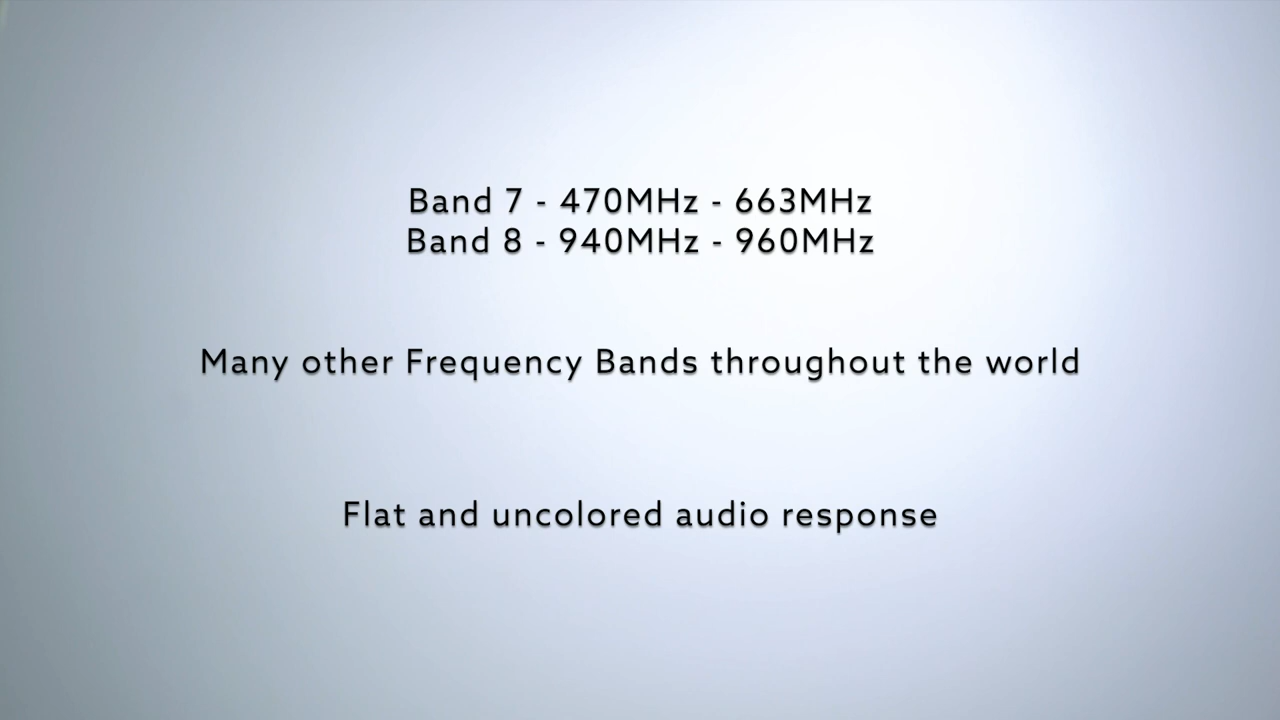 Band 7 - 470MHz - 663MHz
Band 8 - 940MHz - 960MHz
Many other Frequency Bands throughout the world
Flat and uncolored audio response